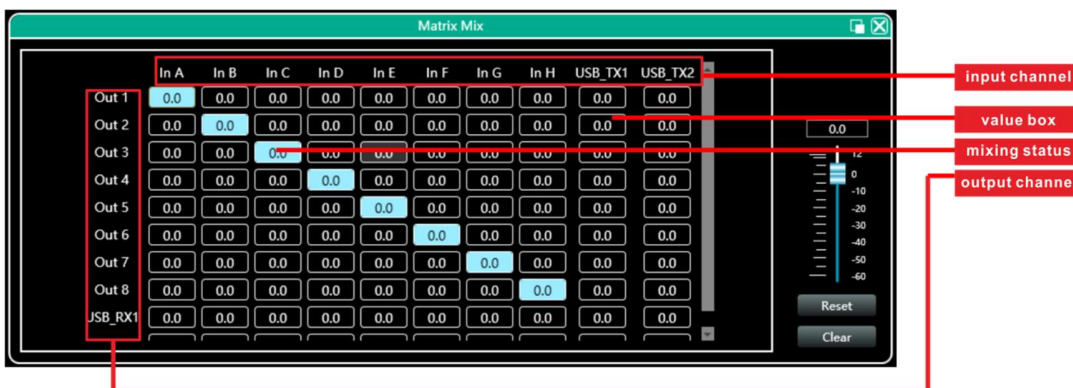 Matrix Mix
In A In B In C In D In E In F In G In H USB_TX1 USB_TX2
input channel
Out 1 0.0 0.0 0.0 0.0 0.0 0.0 0.0 0.0 0.0 0.0
Out 2 0.0 0.0 0.0 0.0 0.0 0.0 0.0 0.0 0.0 0.0
value box
0.0
Out 3 0.0 0.0 0.0 0.0 0.0 0.0 0.0 0.0 0.0 0.0
mixing status
12
Out 4 0.0 0.0 0.0 0.0 0.0 0.0 0.0 0.0 0.0 0.0
0
output channe
-10
Out 5 0.0 0.0 0.0 0.0 0.0 0.0 0.0 0.0 0.0 0.0
-20
-30
Out 6 0.0 0.0 0.0 0.0 0.0 0.0 0.0 0.0 0.0 0.0
-40
Out 7 0.0 0.0 0.0 0.0 0.0 0.0 0.0 0.0 0.0 0.0
-50
-60
Out 8 0.0 0.0 0.0 0.0 0.0 0.0 0.0 0.0 0.0 0.0
Reset
USB_RX1 0.0 0.0 0.0 0.0 0.0 0.0 0.0 0.0 0.0 0.0
Clear